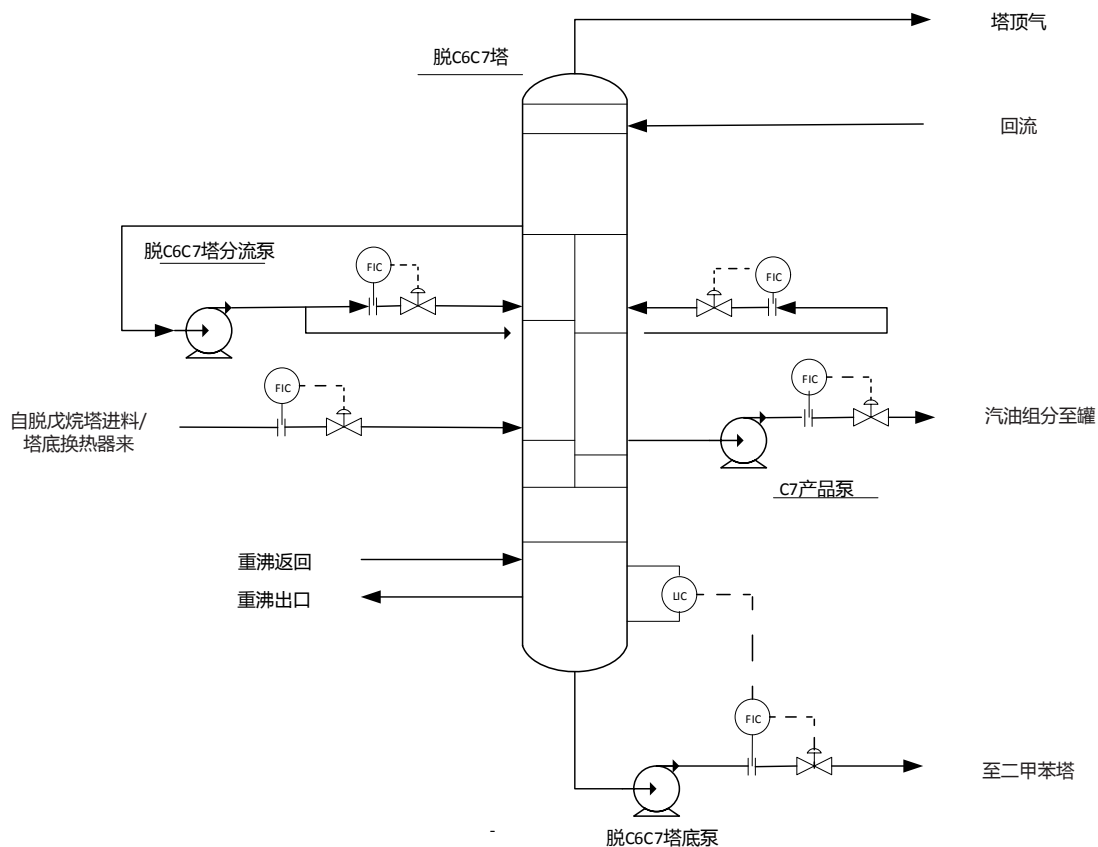 塔顶气
脱C6C7塔
回流
脱C6C7塔分流泵
FIC
FIC
FIC
FIC
自脱戊烷塔进料/
塔底换热器来
汽油组分至罐
C7产品泵
重沸返回
重沸出口
LIC
FIC
至二甲苯塔
脱C6C7塔底泵